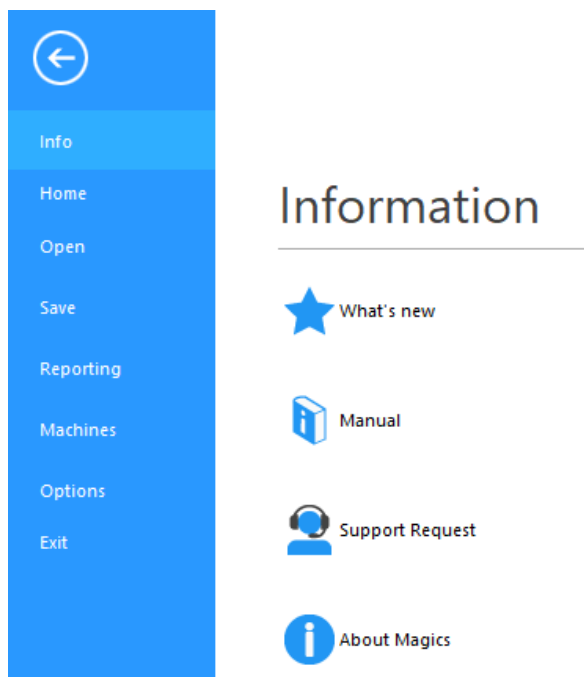 Info
Home
Open
Save
Reporting
Machines
Options
Exit
Information
What's new
Manual
Support Request
About Magics